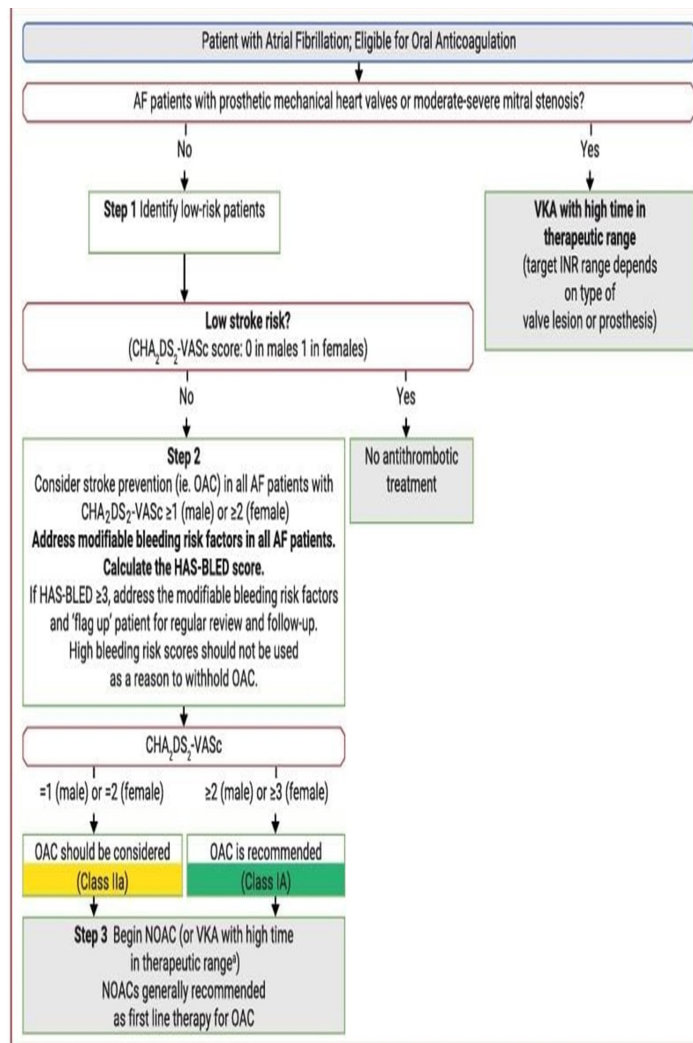 Patient with Atrial Fibrillation; Eligible for Oral Anticoagulation
AF patients with prosthetic mechanical heart valves or moderate-severe mitral stenosis?
No
Yes
Step 1 Identify low-risk patients
VKA with high time in
therapeutic range
(target INR range depends
on type of
valve lesion or prosthesis)
Low stroke risk?
(CHA₂DS₂-VASc score: 0 in males 1 in females)
No
Yes
Step 2
Consider stroke prevention (ie. OAC) in all AF patients with
CHA₂DS₂-VASc ≥1 (male) or ≥2 (female)
Address modifiable bleeding risk factors in all AF patients.
Calculate the HAS-BLED score.
If HAS-BLED ≥3, address the modifiable bleeding risk factors
and 'flag up' patient for regular review and follow-up.
High bleeding risk scores should not be used
as a reason to withhold OAC.
No antithrombotic
treatment
CHA₂DS₂-VASc
=1 (male) or =2 (female)
≥2 (male) or ≥3 (female)
OAC should be considered
(Class IIa)
OAC is recommended
(Class IA)
Step 3 Begin NOAC (or VKA with high time
in therapeutic rangeᵃ)
NOACs generally recommended
as first line therapy for OAC